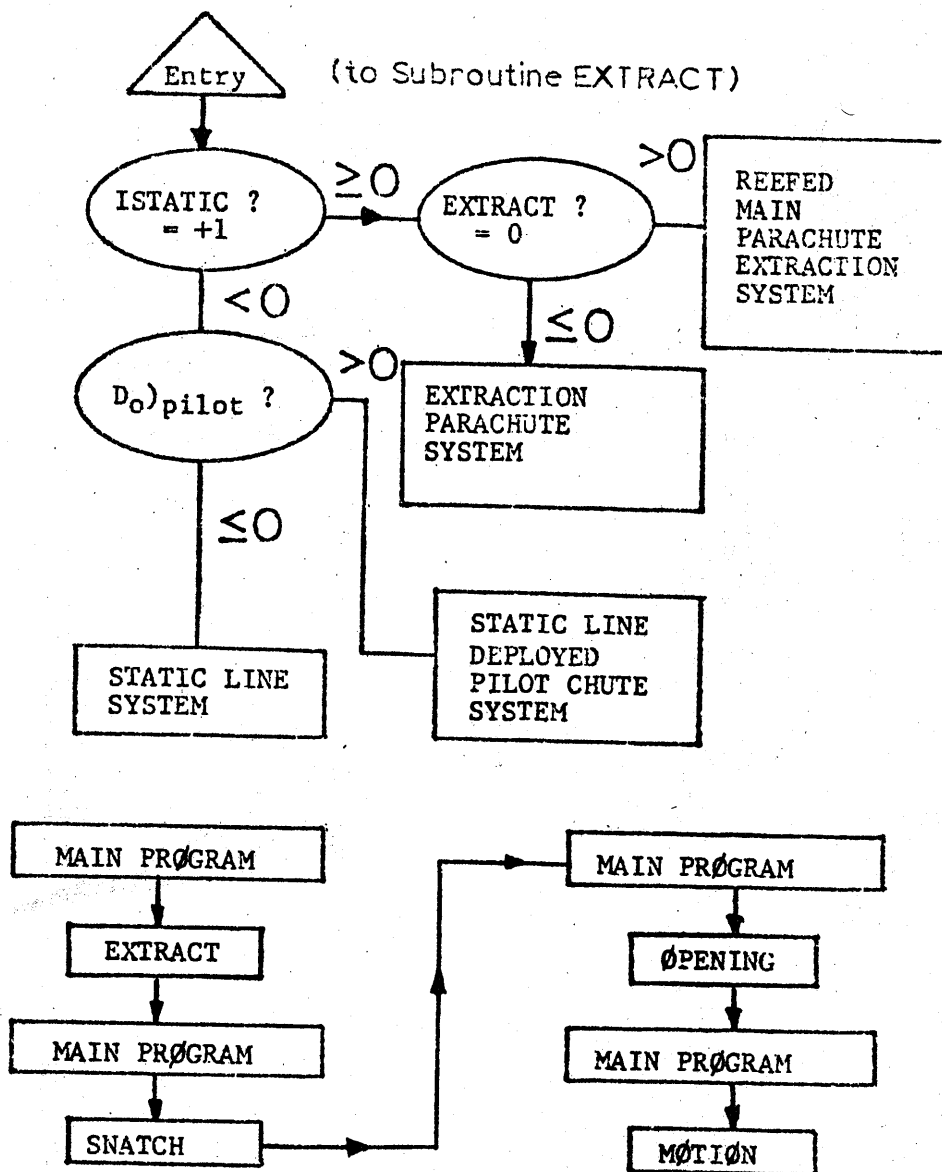 Entry
(to Subroutine EXTRACT)
ISTATIC ?
= +1
≥0
EXTRACT ?
= 0
>0
REEFED
MAIN
PARACHUTE
EXTRACTION
SYSTEM
<0
≤0
Do)pilot ?
>0
EXTRACTION
PARACHUTE
SYSTEM
≤0
STATIC LINE
SYSTEM
STATIC LINE
DEPLOYED
PILOT CHUTE
SYSTEM
MAIN PRØGRAM
EXTRACT
MAIN PRØGRAM
SNATCH
MAIN PRØGRAM
ØPENING
MAIN PRØGRAM
MØTIØN